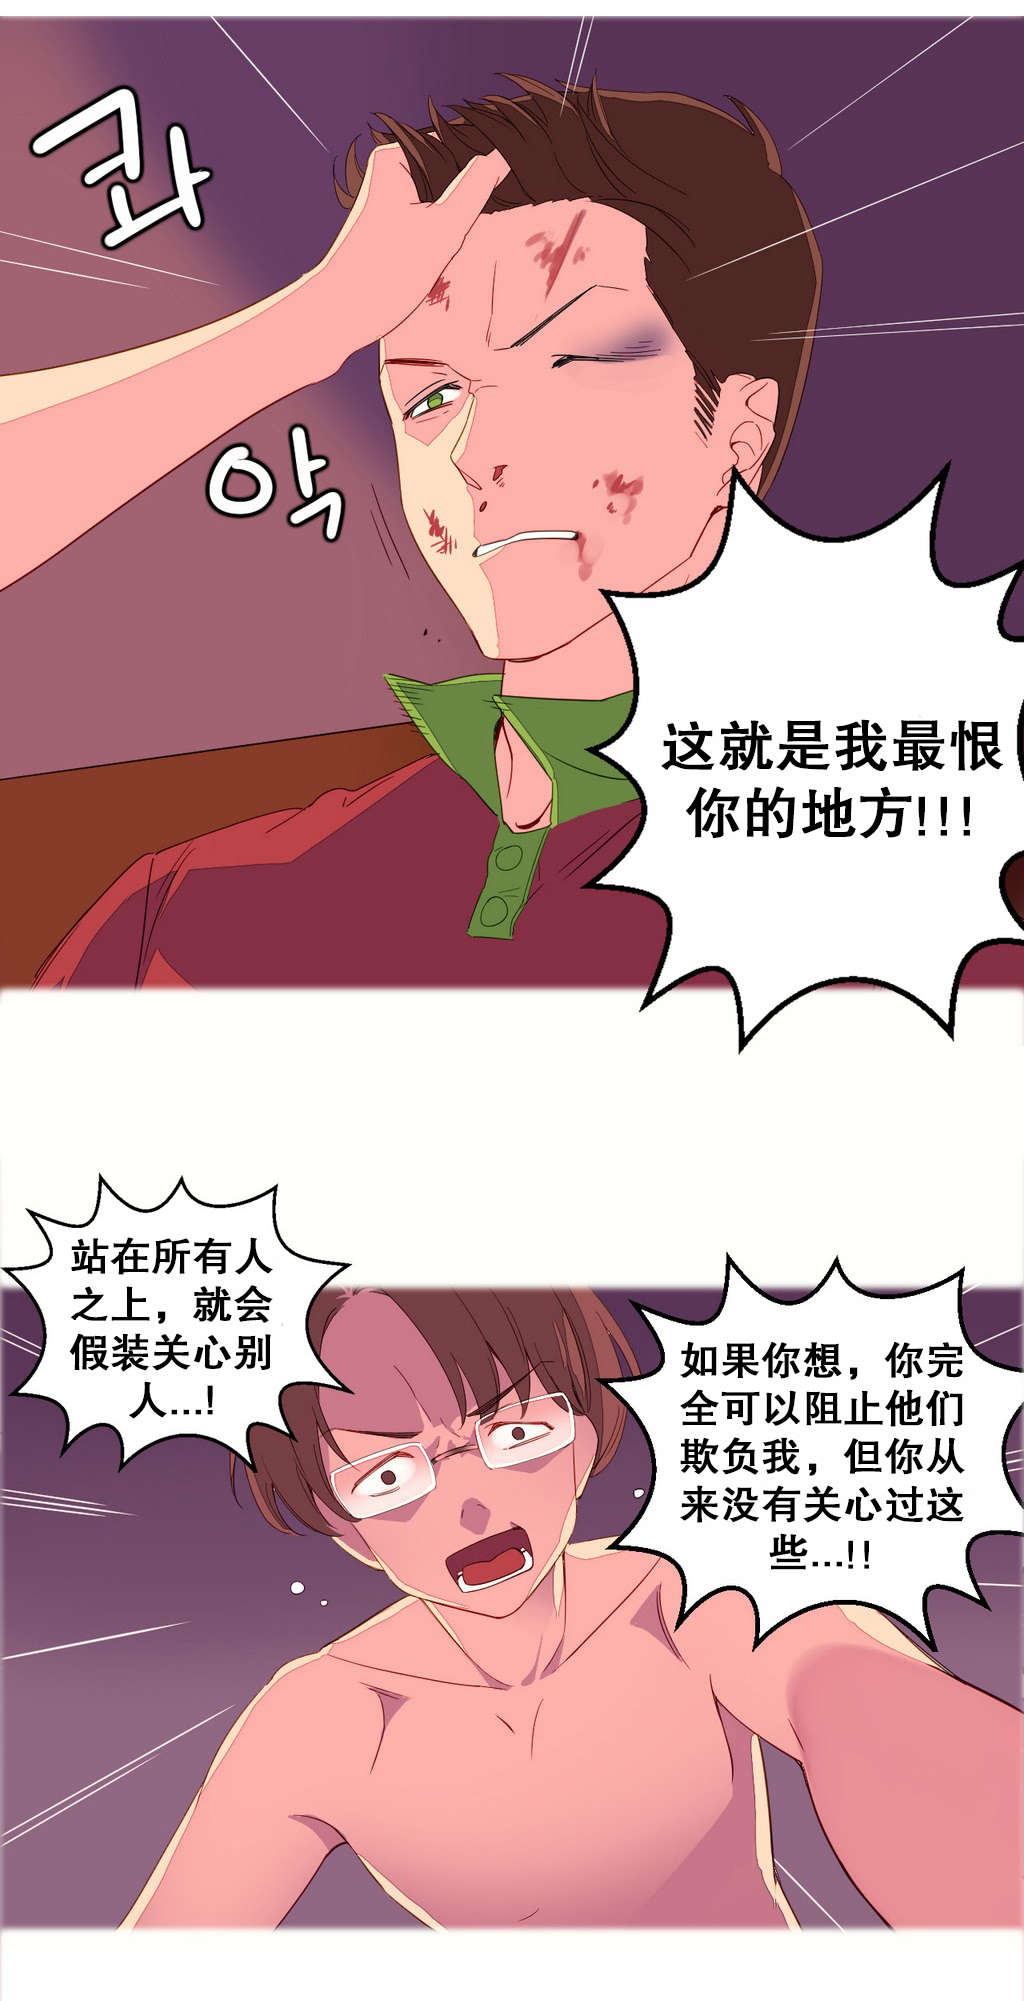 콰
악
这就是我最恨
你的地方!!!
站在所有人
之上，就会
假装关心别
人...!
如果你想，你完
全可以阻止他们
欺负我，但你从
来没有关心过这
些...!!